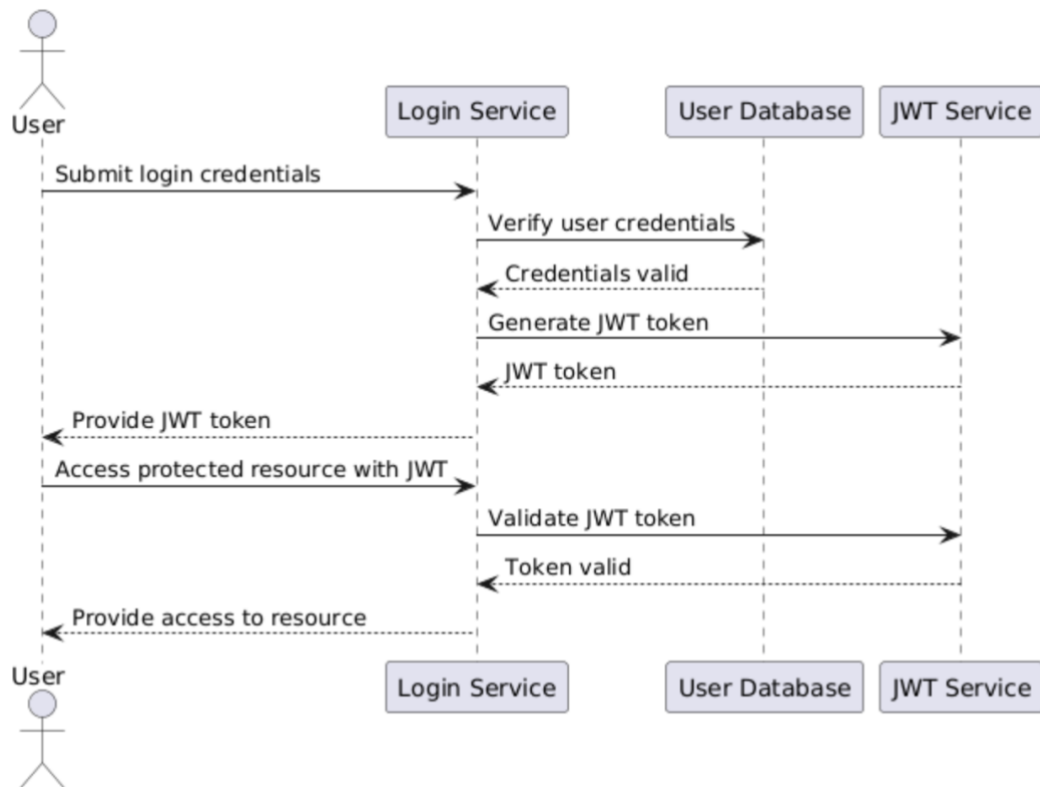 User
Login Service
User Database
JWT Service
Submit login credentials
Verify user credentials
Credentials valid
Generate JWT token
JWT token
Provide JWT token
Access protected resource with JWT
Validate JWT token
Token valid
Provide access to resource
User
Login Service
User Database
JWT Service